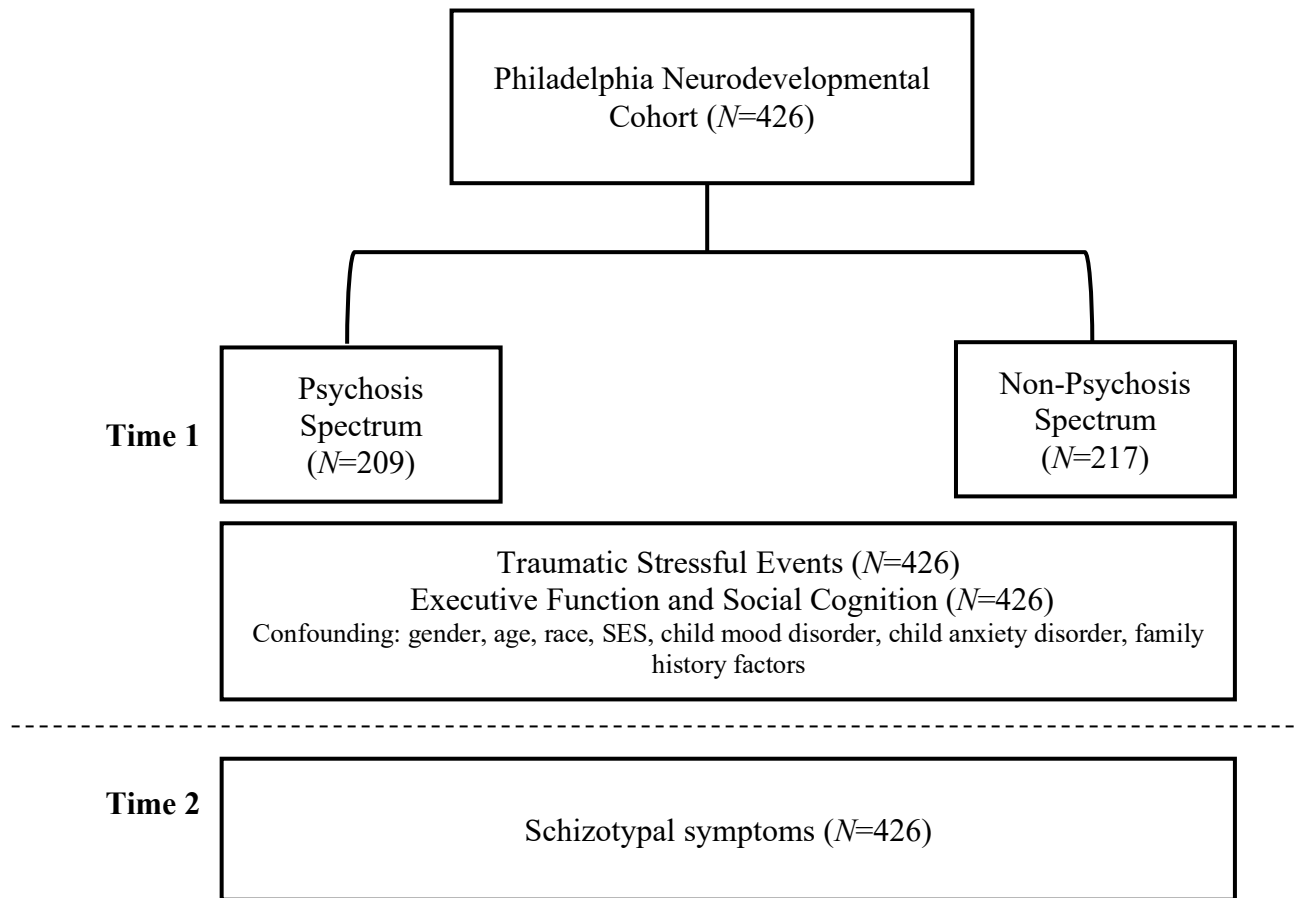 Philadelphia Neurodevelopmental
Cohort (N=426)
Psychosis
Spectrum
(N=209)
Non-Psychosis
Spectrum
(N=217)
Time 1
Traumatic Stressful Events (N=426)
Executive Function and Social Cognition (N=426)
Confounding: gender, age, race, SES, child mood disorder, child anxiety disorder, family
history factors
Time 2
Schizotypal symptoms (N=426)